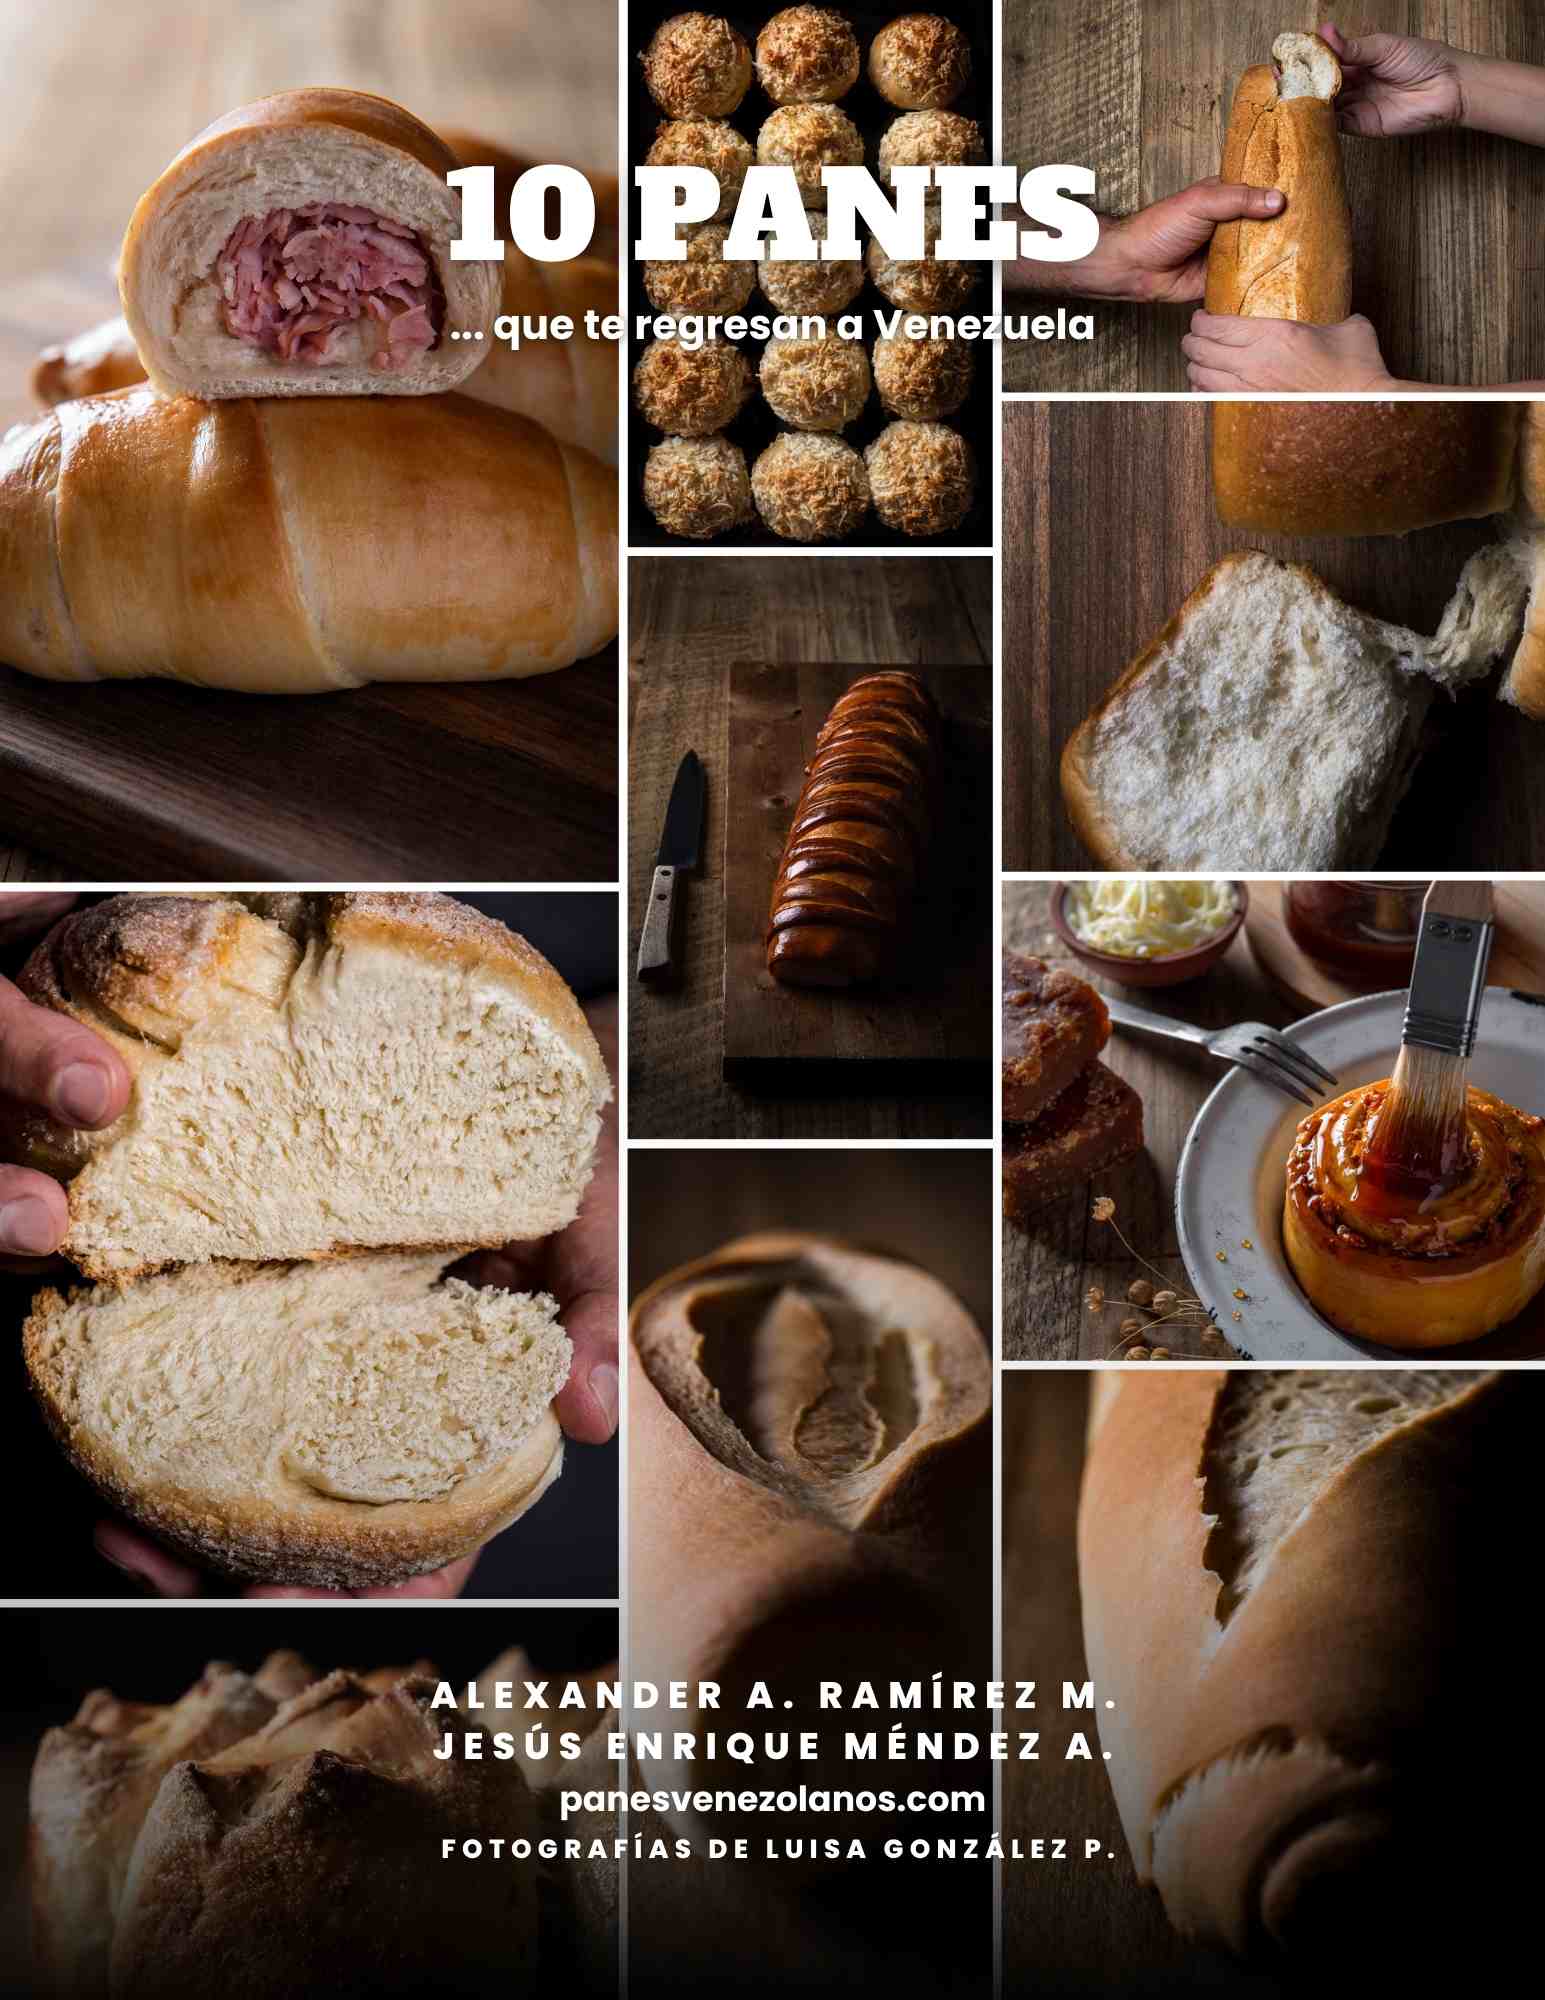 10 PANES
... que te regresan a Venezuela
ALEXANDER A. RAMÍREZ M.
JESÚS ENRIQUE MÉNDEZ A.
panesvenezolanos.com
FOTOGRAFÍAS DE LUISA GONZÁLEZ P.